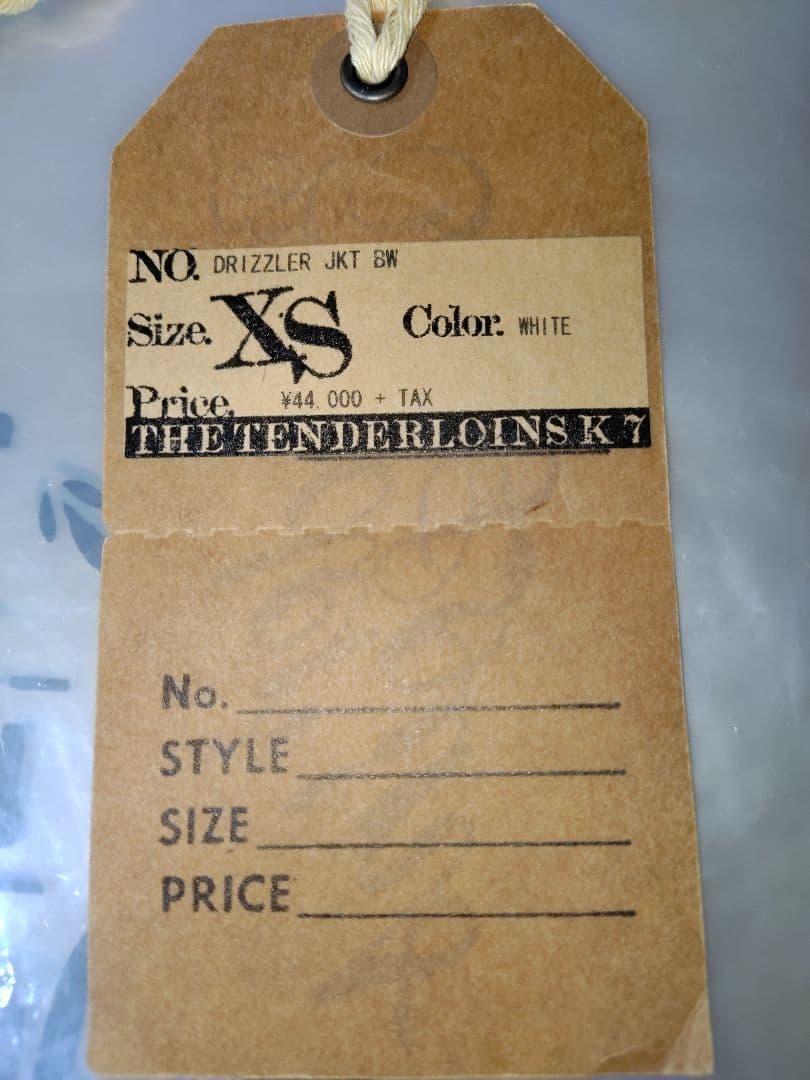 NO. DRIZZLER JKT BW
Size. XS Color. WHITE
Price. ¥44,000 + TAX
THE TENDERLOINS K 7
No.
STYLE
SIZE
PRICE